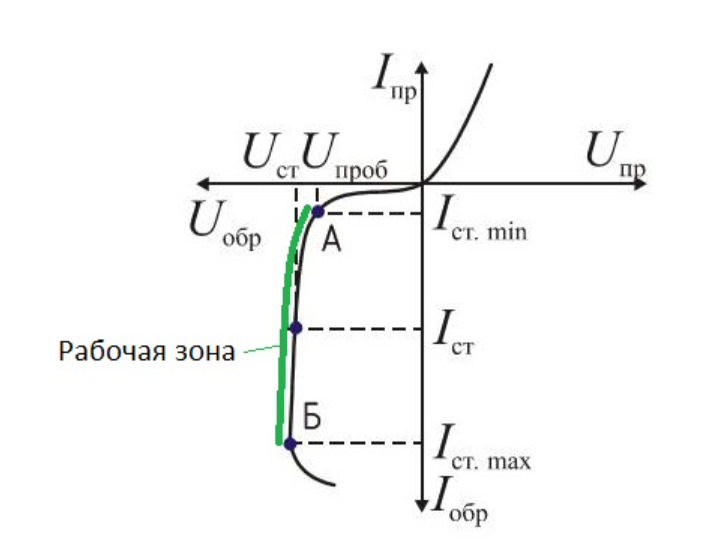 Iпр
Uст Uпроб
Uпр
Uобр
А
Iст. min
Рабочая зона
Iст
Б
Iст. max
Iобр